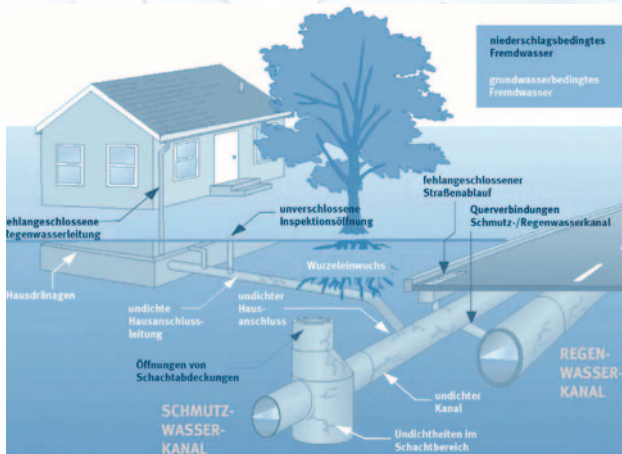 niederschlagsbedingtes
Fremdwasser
grundwasserbedingtes
Fremdwasser
fehlangeschlossener
Straßenablauf
fehlangeschlossene
Regenwasserleitung
unverschlossene
Inspektionsöffnung
Querverbindungen
Schmutz-/Regenwasserkanal
Wurzeleinwuchs
Hausdränagen
undichte
Hausanschluss-
leitung
undichter
Haus-
anschluss
Öffnungen von
Schachtabdeckungen
REGEN-
WASSER-
KANAL
undichter
Kanal
SCHMUTZ-
WASSER-
KANAL
Undichtheiten im
Schachtbereich